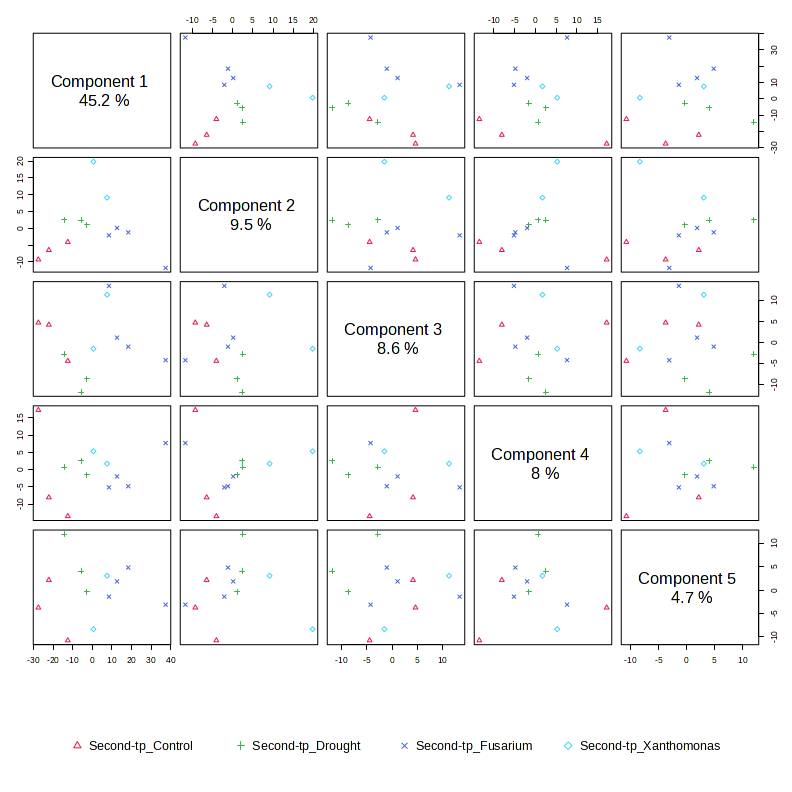 -10 -5 0 5 10 20
-10 -5 0 5 10 15
Component 1
45.2 %
-30 -10 0 10 30
-10 0 5 10 15 20
Component 2
9.5 %
Component 3
8.6 %
-10 -5 0 5 10
-10 -5 0 5 10 15
Component 4
8 %
Component 5
4.7 %
-10 -5 0 5 10
-30 -20 -10 0 10 20 30 40
-10 -5 0 5 10
-10 -5 0 5 10
Second-tp_Control Second-tp_Drought Second-tp_Fusarium Second-tp_Xanthomonas